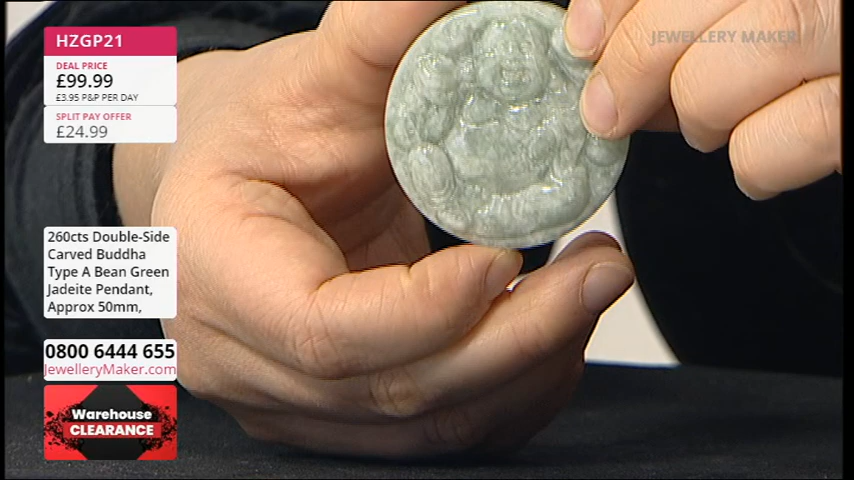 HZGP21
DEAL PRICE
£99.99
£3.95 P&P PER DAY
SPLIT PAY OFFER
£24.99
JEWELLERY MAKER
260cts Double-Side
Carved Buddha
Type A Bean Green
Jadeite Pendant,
Approx 50mm,
0800 6444 655
JewelleryMaker.com
Warehouse
CLEARANCE